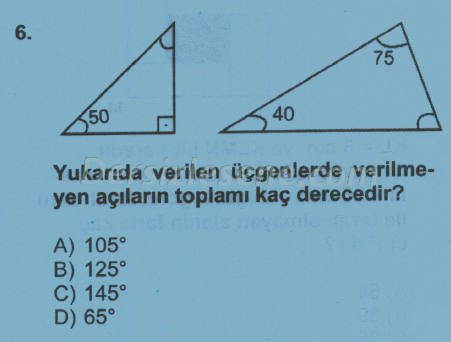 6.
75
50
40
Yukarıda verilen üçgenlerde verilme-
yen açıların toplamı kaç derecedir?
A) 105°
B) 125°
C) 145°
D) 65°